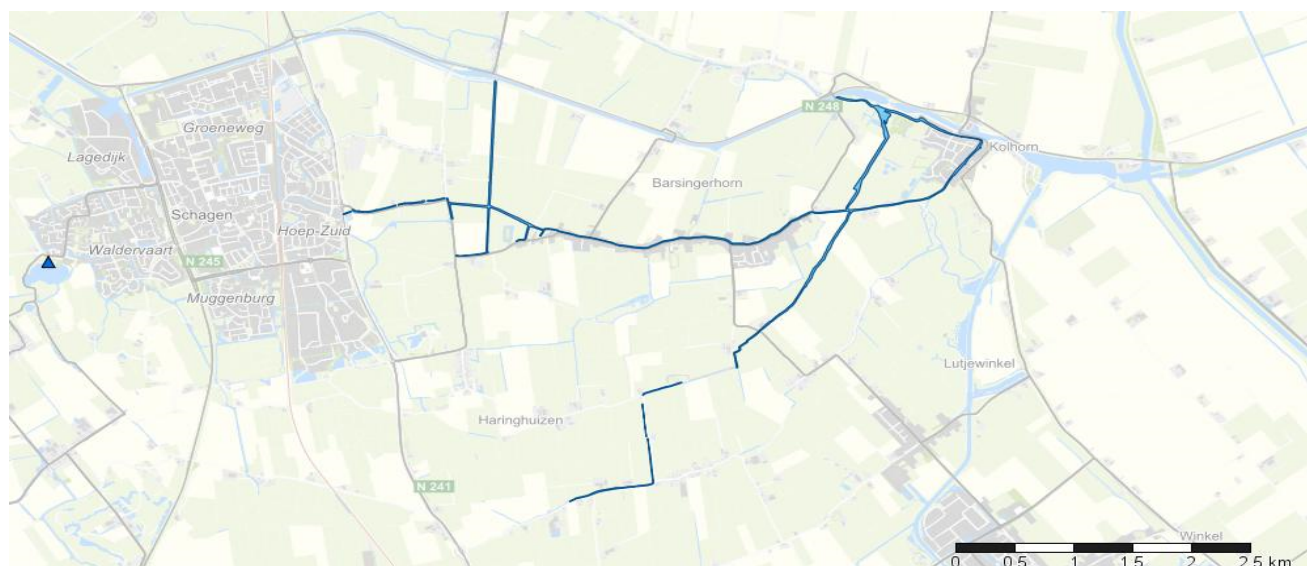 N 248
Groeneweg
Kolhorn
Lagedijk
Barsingerhorn
Schagen
Hoep-Zuid
Waldervaart
N 245
Muggenburg
Lutjewinkel
Haringhuizen
N 241
Winkel
0 0.5 1 1.5 2 2.5 km